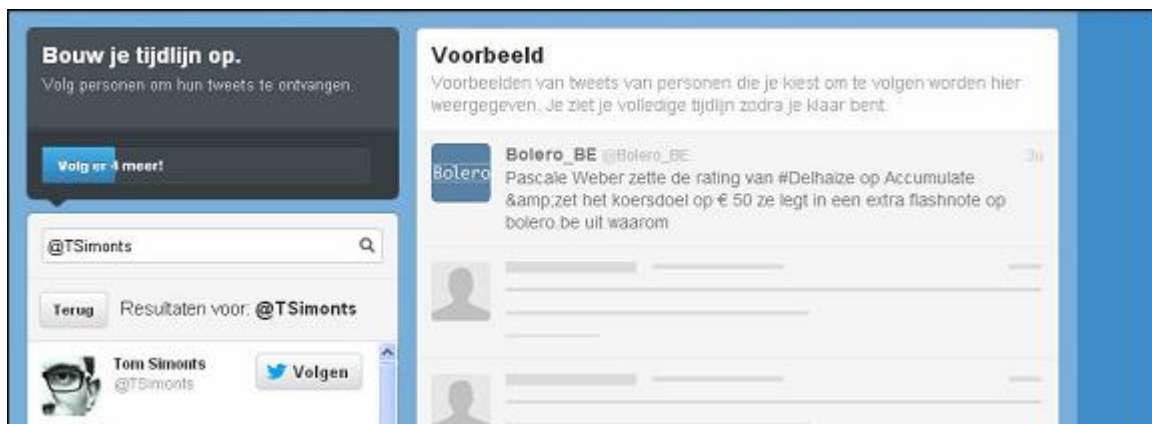 Bouw je tijdlijn op.
Volg personen om hun tweets te ontvangen.
Volg er 4 meer!
@TSimonts
Terug
Resultaten voor: @TSimonts
Tom Simonts
@TSimonts
Volgen
Voorbeeld
Voorbeelden van tweets van personen die je kiest om te volgen worden hier
weergegeven. Je ziet je volledige tijdlijn zodra je klaar bent.
Bolero
Bolero_BE @Bolero_BE 3u
Pascale Weber zette de rating van #Delhaize op Accumulate
&amp;zet het koersdoel op € 50 ze legt in een extra flashnote op
bolero.be uit waarom